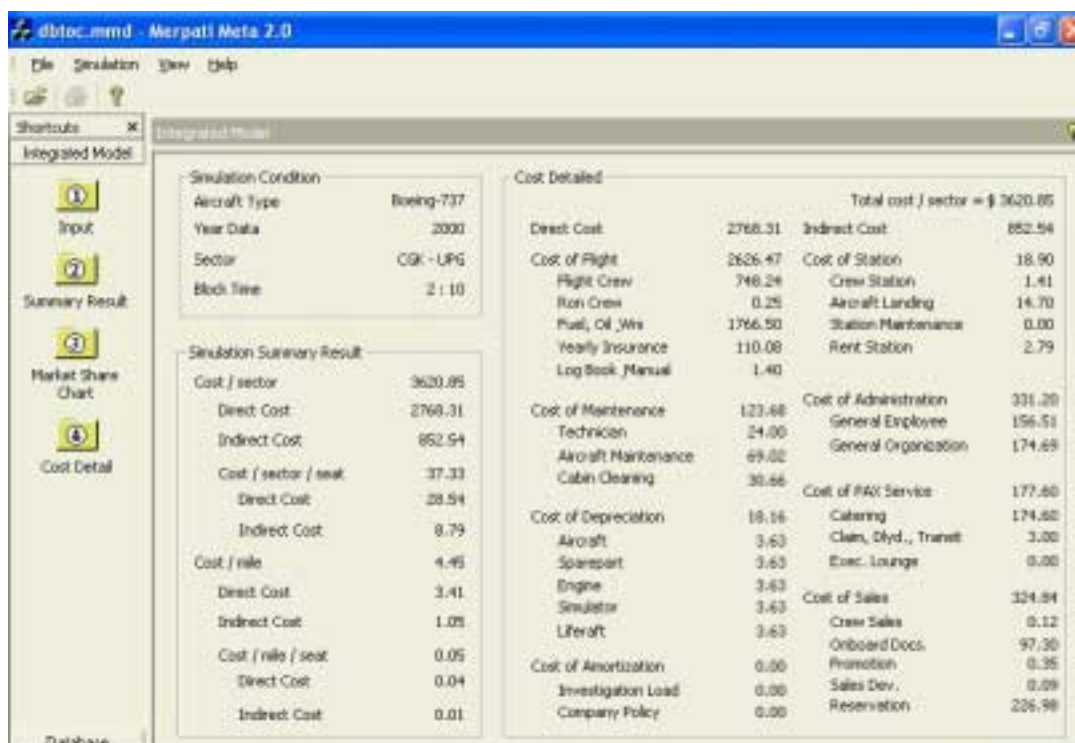 dbtoc.mmd - Merpati Meta 2.0
File Simulation View Help
Shortcuts
Integrated Model
Integrated Model
1
Input
2
Summary Result
3
Market Share
Chart
4
Cost Detail
Database
Simulation Condition
Aircraft Type Boeing-737
Year Data 2000
Sector CGK - UPG
Block Time 2 : 10
Simulation Summary Result
Cost / sector 3620.85
Direct Cost 2768.31
Indirect Cost 852.54
Cost / sector / seat 37.33
Direct Cost 28.54
Indirect Cost 8.79
Cost / mile 4.45
Direct Cost 3.41
Indirect Cost 1.05
Cost / mile / seat 0.05
Direct Cost 0.04
Indirect Cost 0.01
Cost Detailed
Total cost / sector = $ 3620.85
Direct Cost 2768.31
Cost of Flight 2626.47
Flight Crew 748.24
Ron Crew 0.25
Fuel, Oil ,Wm 1766.50
Yearly Insurance 110.08
Log Book ,Manual 1.40
Cost of Maintenance 123.68
Technician 24.00
Aircraft Maintenance 69.02
Cabin Cleaning 30.66
Cost of Depreciation 18.16
Aircraft 3.63
Sparepart 3.63
Engine 3.63
Simulator 3.63
Liferaft 3.63
Cost of Amortization 0.00
Investigation Load 0.00
Company Policy 0.00
Indirect Cost 852.54
Cost of Station 18.90
Crew Station 1.41
Aircraft Landing 14.70
Station Maintenance 0.00
Rent Station 2.79
Cost of Administration 331.20
General Employee 156.51
General Organization 174.69
Cost of PAX Service 177.60
Catering 174.60
Claim, Dlyd., Transit 3.00
Exec. Lounge 0.00
Cost of Sales 324.84
Crew Sales 0.12
Onboard Docs. 97.30
Promotion 0.35
Sales Dev. 0.09
Reservation 226.98